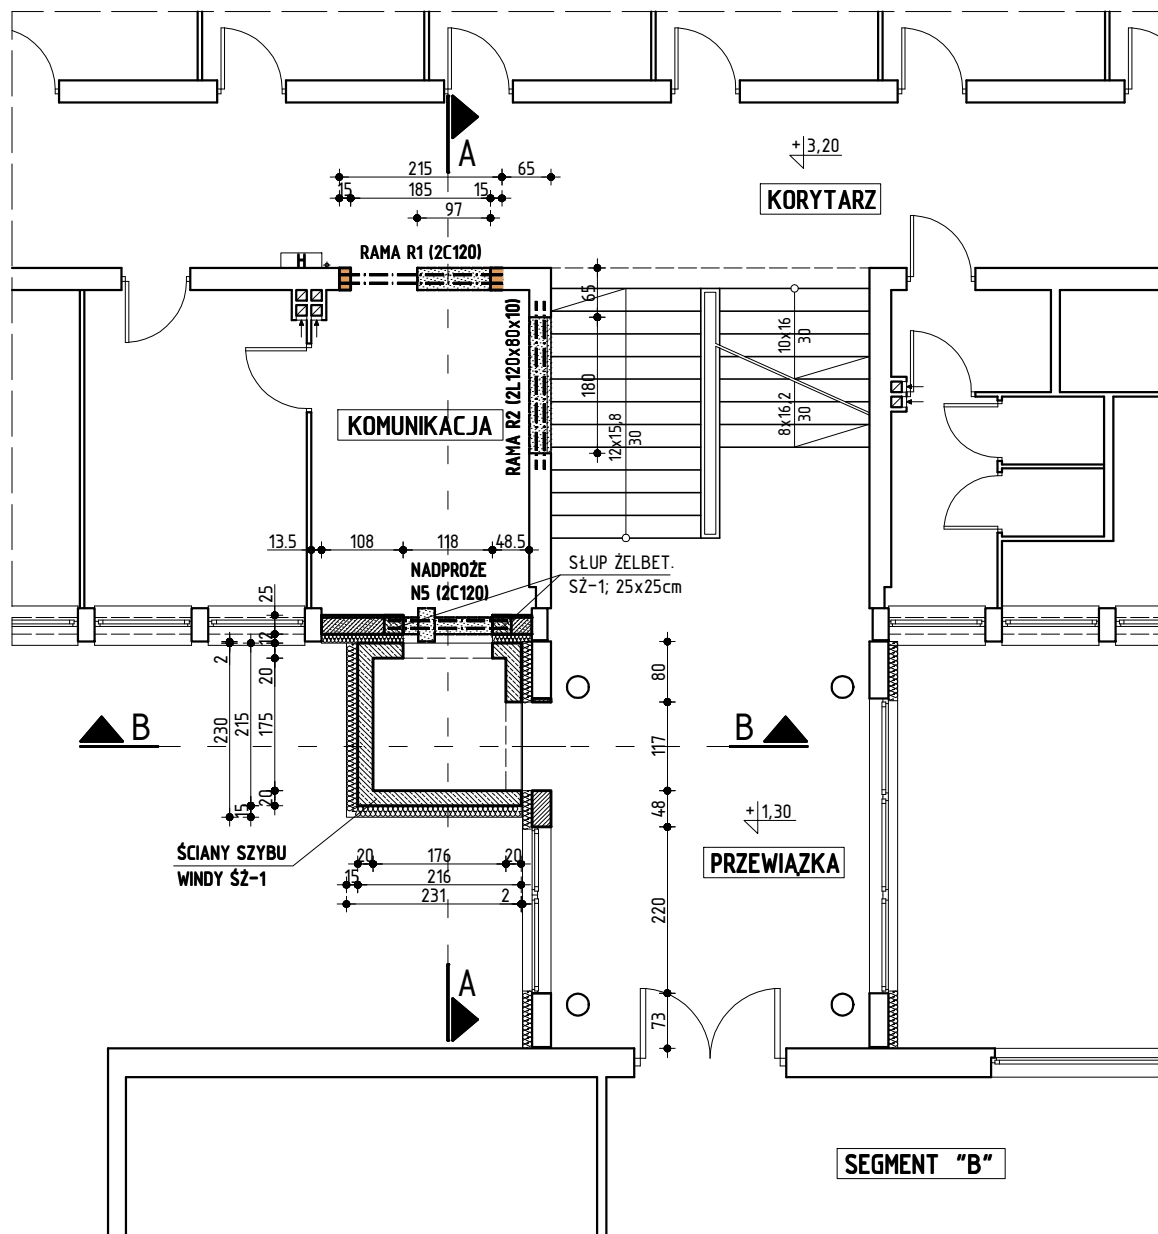 A
+3,20
215
65
15
185
15
KORYTARZ
97
RAMA R1 (2C120)
H
65
RAMA R2 (2L120x80x10)
10x16
30
180
KOMUNIKACJA
8x16,2
30
12x15,8
30
13.5
108
118
48.5
NADPROŻE
N5 (2C120)
SŁUP ŻELBET.
SŻ-1; 25x25cm
25
12
2
20
80
230
215
175
B
B
117
20
15
48
+1,30
ŚCIANY SZYBU
WINDY ŚŻ-1
20
176
20
PRZEWIĄZKA
15
216
231
2
220
A
73
SEGMENT "B"